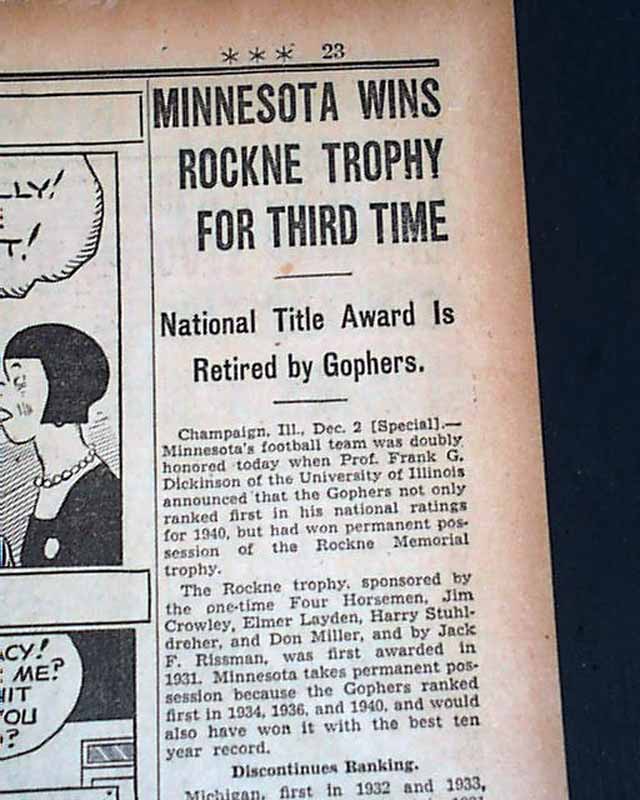 *** 23
MINNESOTA WINS
ROCKNE TROPHY
FOR THIRD TIME
National Title Award Is
Retired by Gophers.
Champaign, Ill., Dec. 2 [Special].—
Minnesota's football team was doubly
honored today when Prof. Frank G.
Dickinson of the University of Illinois
announced that the Gophers not only
ranked first in his national ratings
for 1940, but had won permanent pos-
session of the Rockne Memorial
trophy.
The Rockne trophy, sponsored by
the one-time Four Horsemen, Jim
Crowley, Elmer Layden, Harry Stuhl-
dreher, and Don Miller, and by Jack
F. Rissman, was first awarded in
1931. Minnesota takes permanent pos-
session because the Gophers ranked
first in 1934, 1936, and 1940, and would
also have won it with the best ten
year record.
Discontinues Ranking.
Michigan, first in 1932 and 1933,
LLY!
T!
ACY!
ME?
IT
YOU
?